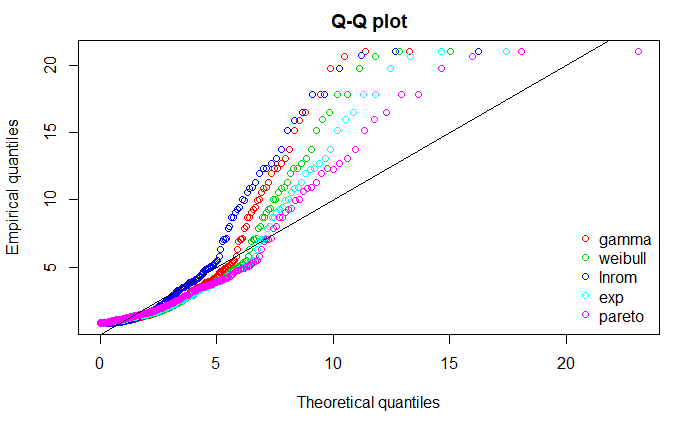 Q-Q plot
Empirical quantiles
20
15
10
5
gamma
weibull
lnrom
exp
pareto
0 5 10 15 20
Theoretical quantiles